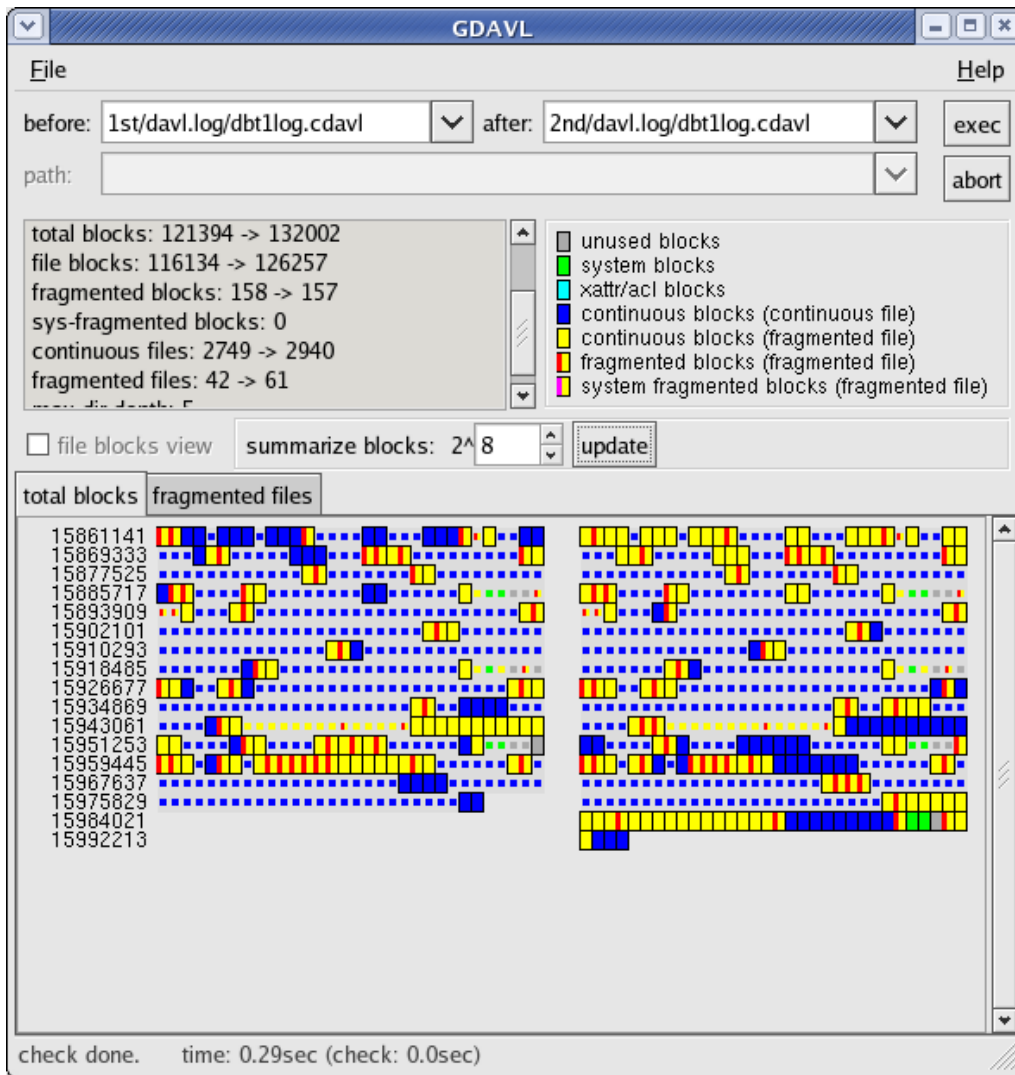 GDAVL
File Help
before: 1st/davl.log/dbt1log.cdavl after: 2nd/davl.log/dbt1log.cdavl exec
path: abort
total blocks: 121394 -> 132002
file blocks: 116134 -> 126257
fragmented blocks: 158 -> 157
sys-fragmented blocks: 0
continuous files: 2749 -> 2940
fragmented files: 42 -> 61
unused blocks
system blocks
xattr/acl blocks
continuous blocks (continuous file)
continuous blocks (fragmented file)
fragmented blocks (fragmented file)
system fragmented blocks (fragmented file)
file blocks view summarize blocks: 2^ 8 update
total blocks fragmented files
15861141
15869333
15877525
15885717
15893909
15902101
15910293
15918485
15926677
15934869
15943061
15951253
15959445
15967637
15975829
15984021
15992213
check done. time: 0.29sec (check: 0.0sec)